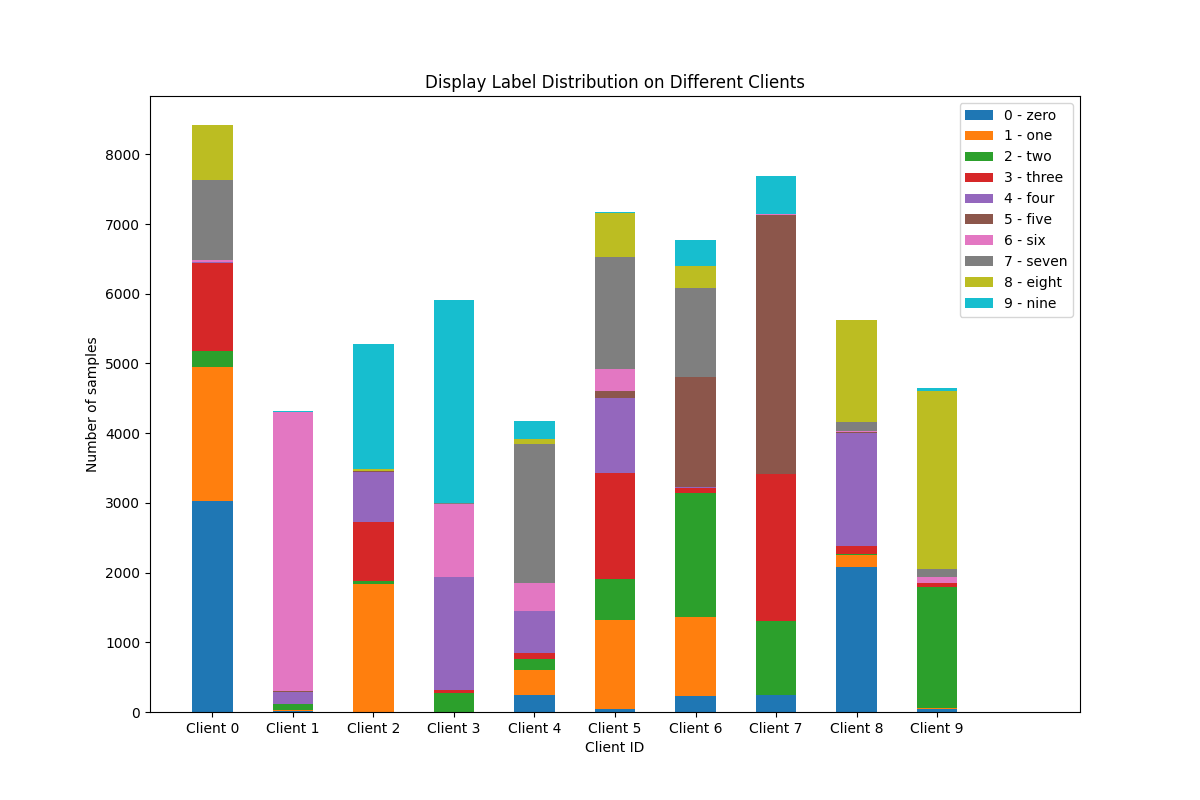 Display Label Distribution on Different Clients
Number of samples
8000
7000
6000
5000
4000
3000
2000
1000
0
0 - zero
1 - one
2 - two
3 - three
4 - four
5 - five
6 - six
7 - seven
8 - eight
9 - nine
Client 0 Client 1 Client 2 Client 3 Client 4 Client 5 Client 6 Client 7 Client 8 Client 9
Client ID